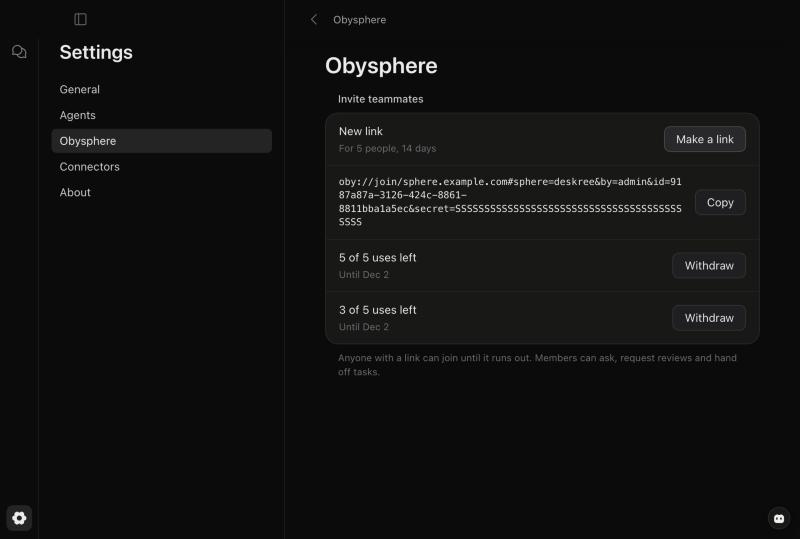 Obysphere
Settings
General
Agents
Obysphere
Connectors
About
Obysphere
Invite teammates
New link
For 5 people, 14 days
Make a link
oby://join/sphere.example.com#sphere=deskree&by=admin&id=91
87a87a-3126-424c-8861-
8811bba1a5ec&secret=SSSSSSSSSSSSSSSSSSSSSSSSSSSSSSSSSSSSSSS
SSSS
Copy
5 of 5 uses left
Until Dec 2
Withdraw
3 of 5 uses left
Until Dec 2
Withdraw
Anyone with a link can join until it runs out. Members can ask, request reviews and hand
off tasks.